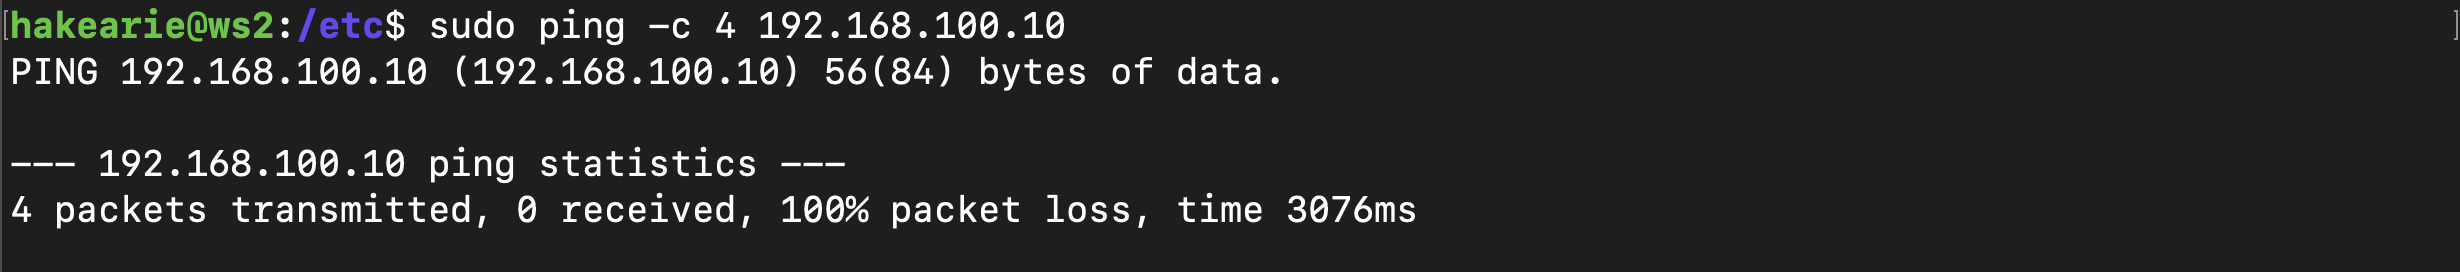 [hakearie@ws2:/etc$ sudo ping -c 4 192.168.100.10 ]
PING 192.168.100.10 (192.168.100.10) 56(84) bytes of data.
--- 192.168.100.10 ping statistics ---
4 packets transmitted, 0 received, 100% packet loss, time 3076ms